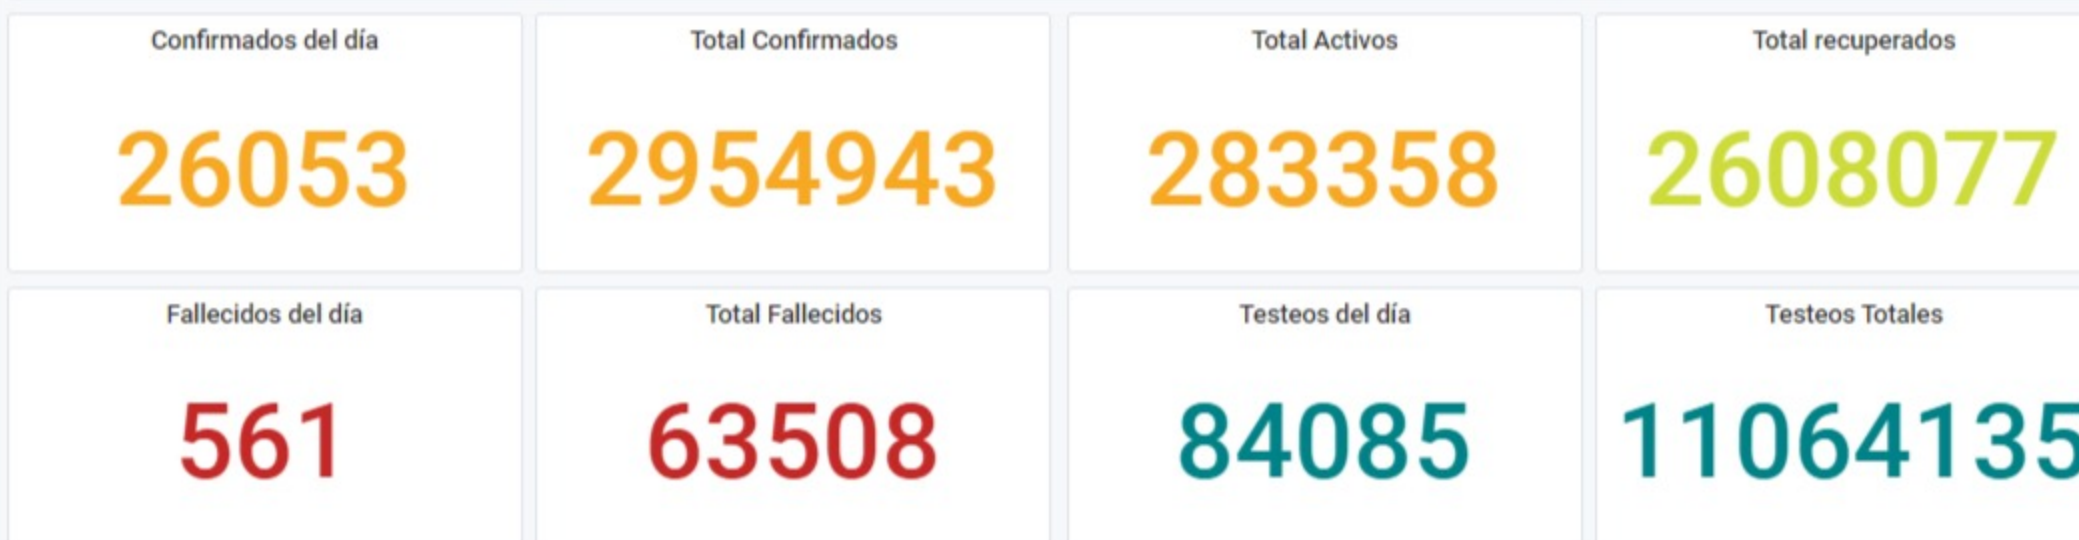 Confirmados del día
Total Confirmados
Total Activos
Total recuperados
26053
2954943
283358
2608077
Fallecidos del día
Total Fallecidos
Testeos del día
Testeos Totales
561
63508
84085
11064135